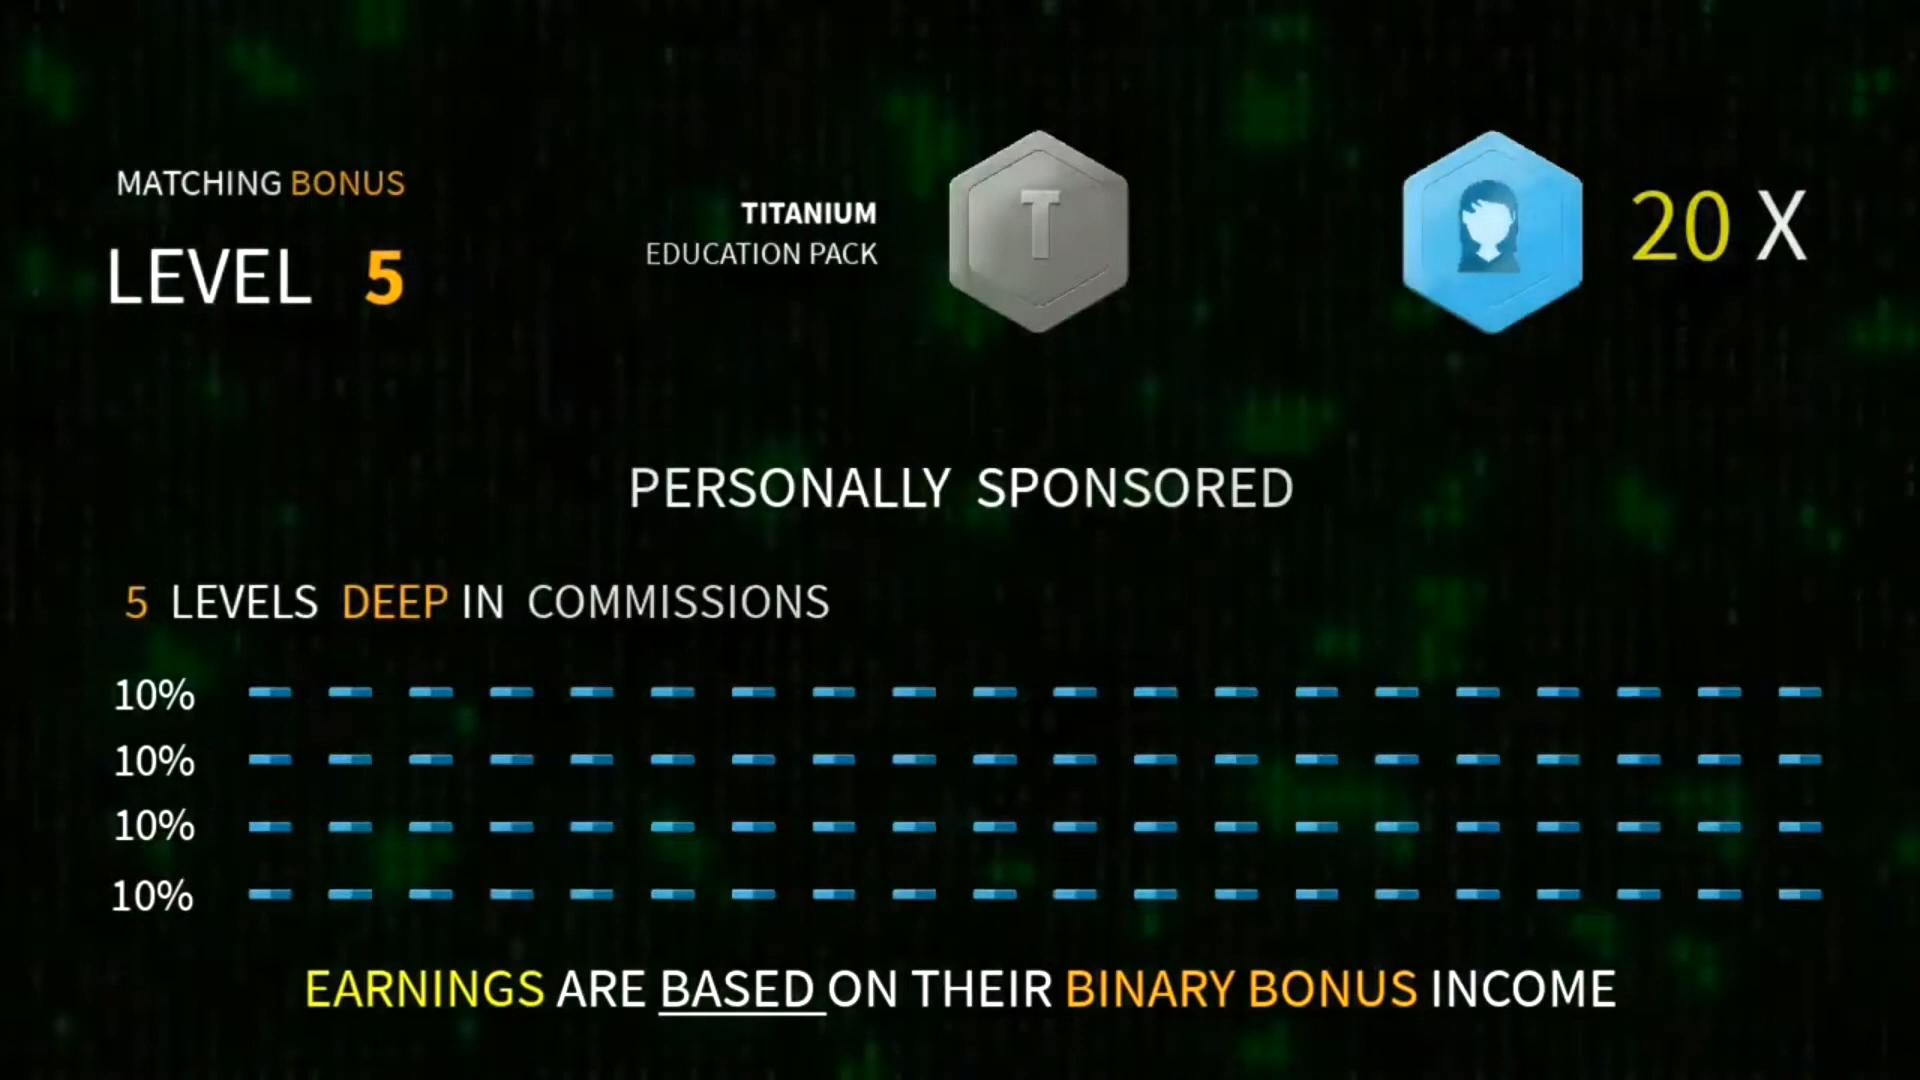 MATCHING BONUS
LEVEL 5
TITANIUM
EDUCATION PACK
T
20 X
PERSONALLY SPONSORED
5 LEVELS DEEP IN COMMISSIONS
10%
10%
10%
10%
EARNINGS ARE BASED ON THEIR BINARY BONUS INCOME